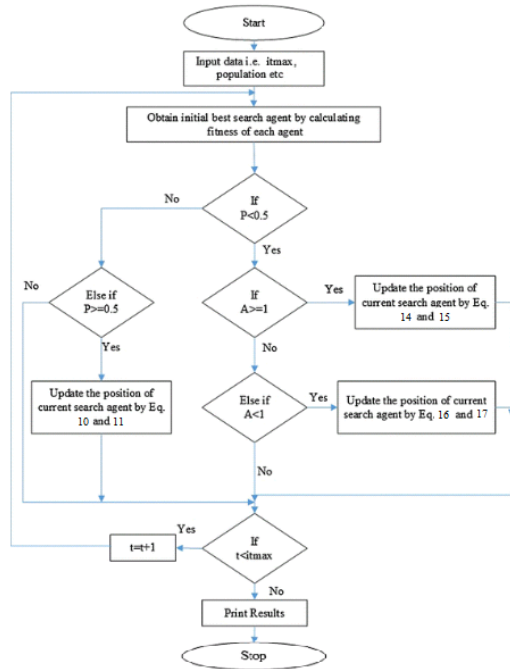 Start
Input data i.e. itmax,
population etc
Obtain initial best search agent by calculating
fitness of each agent
No
If
P<0.5
Yes
No
Else if
P>=0.5
If
A>=1
Yes
Update the position of
current search agent by Eq.
14 and 15
Yes
No
Update the position of
current search agent by Eq.
10 and 11
Else if
A<1
Yes
Update the position of current
search agent by Eq. 16 and 17
No
Yes
t=t+1
If
t<itmax
No
Print Results
Stop